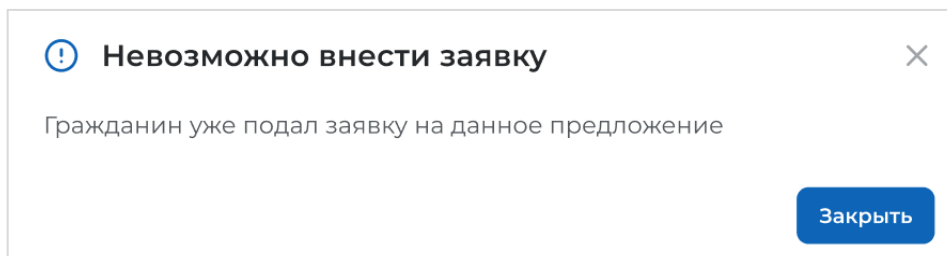 Невозможно внести заявку
Гражданин уже подал заявку на данное предложение
Закрыть